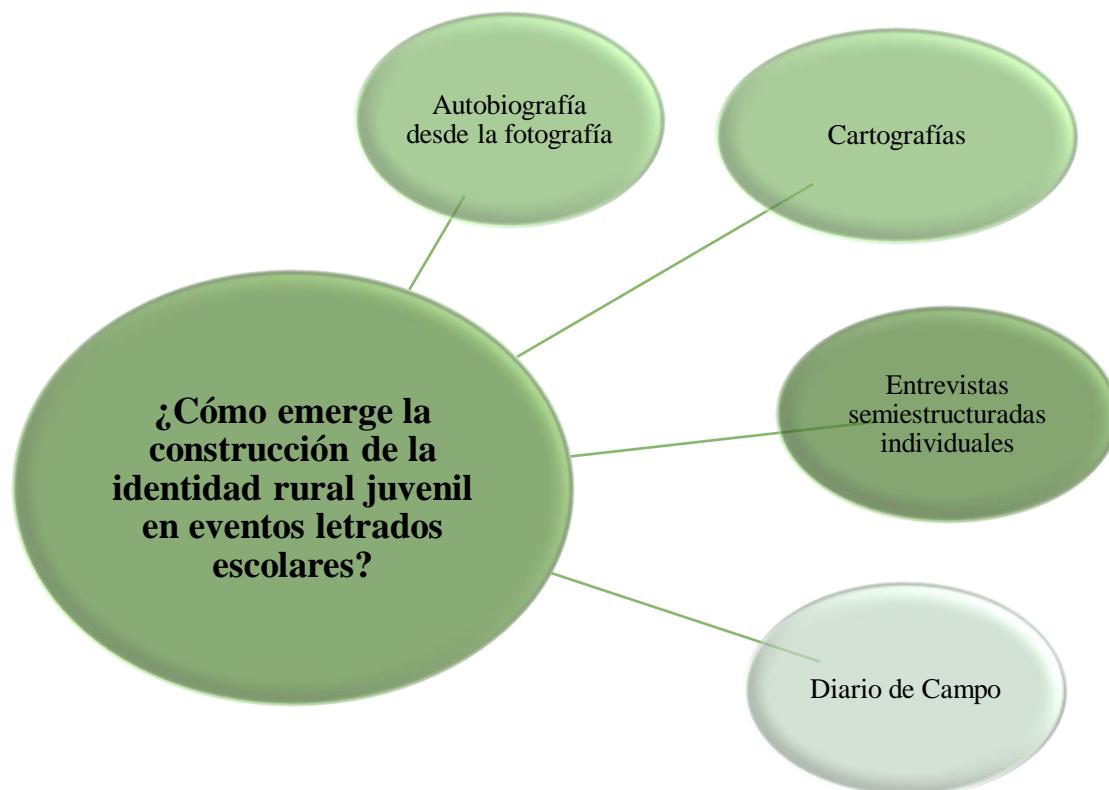 Autobiografía
desde la fotografía
Cartografías
¿Cómo emerge la
construcción de la
identidad rural juvenil
en eventos letrados
escolares?
Entrevistas
semiestructuradas
individuales
Diario de Campo